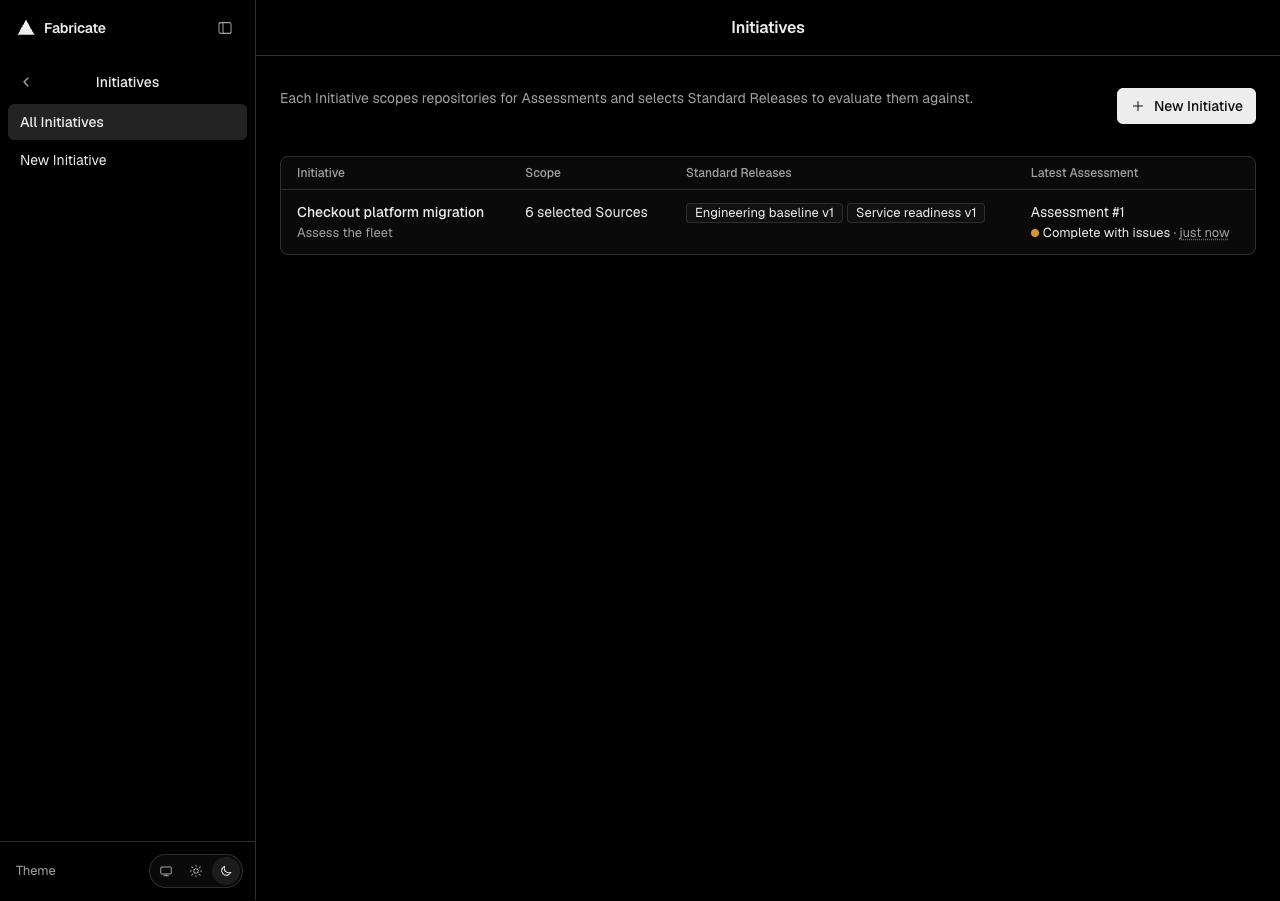 Fabricate
Initiatives
Initiatives
All Initiatives
New Initiative
Each Initiative scopes repositories for Assessments and selects Standard Releases to evaluate them against.
New Initiative
Initiative Scope Standard Releases Latest Assessment
Checkout platform migration 6 selected Sources Engineering baseline v1 Service readiness v1 Assessment #1
Assess the fleet Complete with issues · just now
Theme